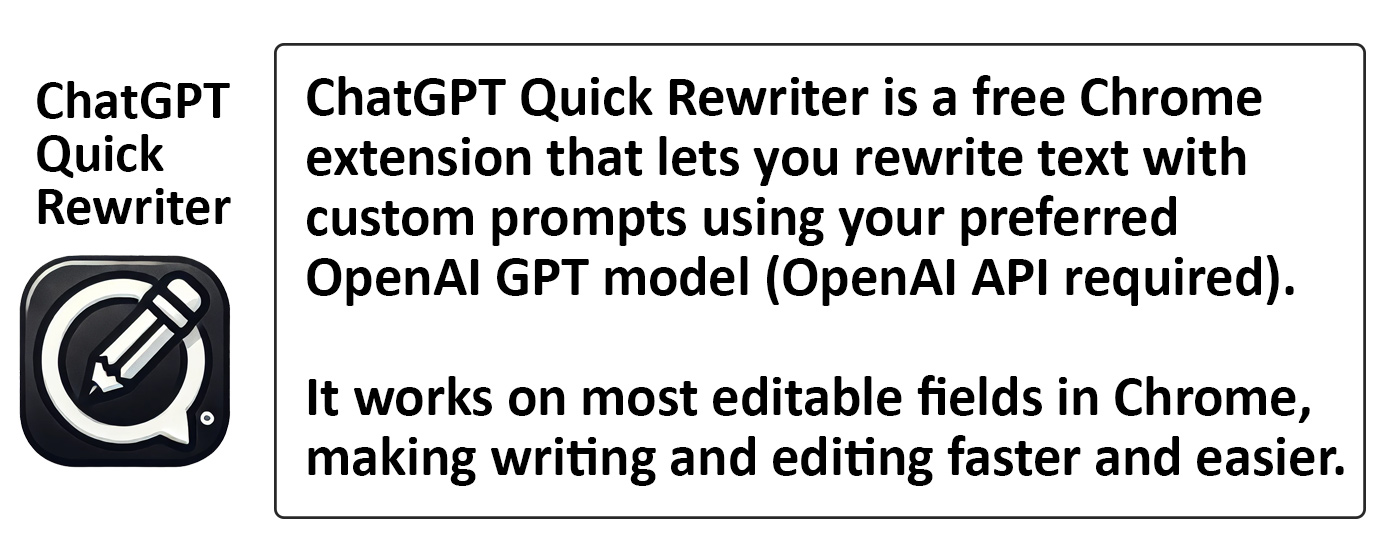 ChatGPT
Quick
Rewriter
ChatGPT Quick Rewriter is a free Chrome
extension that lets you rewrite text with
custom prompts using your preferred
OpenAI GPT model (OpenAI API required).
It works on most editable fields in Chrome,
making writing and editing faster and easier.